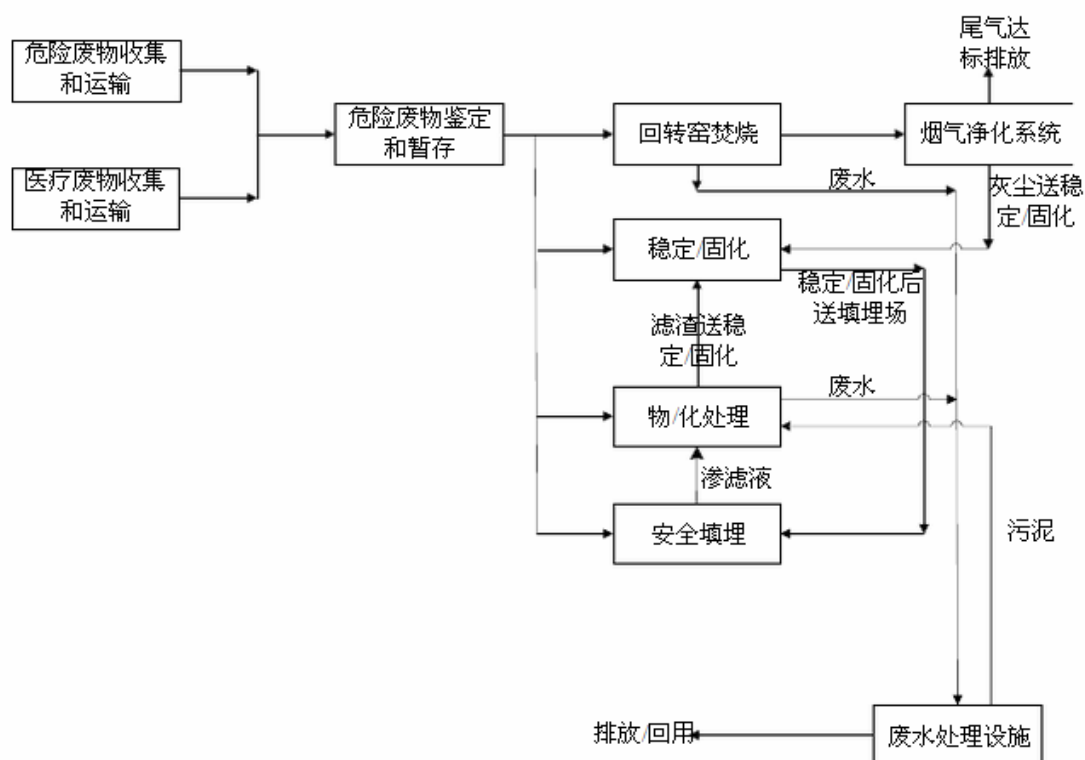 尾气达
标排放
危险废物收集
和运输
危险废物鉴定
和暂存
回转窑焚烧
烟气净化系统
医疗废物收集
和运输
废水
灰尘送稳
定/固化
稳定/固化
稳定/固化后
送填埋场
滤渣送稳
定/固化
废水
物/化处理
渗滤液
安全填埋
污泥
排放/回用
废水处理设施